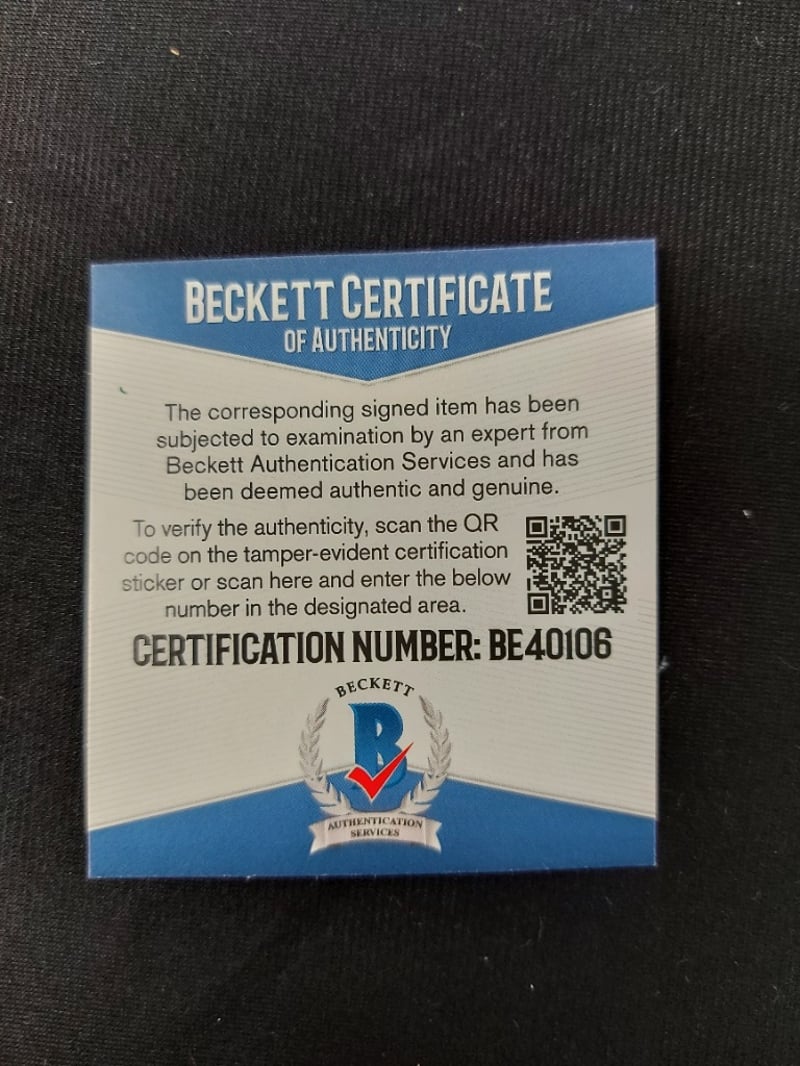 BECKETT CERTIFICATE
OF AUTHENTICITY
The corresponding signed item has been
subjected to examination by an expert from
Beckett Authentication Services and has
been deemed authentic and genuine.
To verify the authenticity, scan the QR
code on the tamper-evident certification
sticker or scan here and enter the below
number in the designated area.
CERTIFICATION NUMBER: BE40106
BECKETT
B
AUTHENTICATION
SERVICES